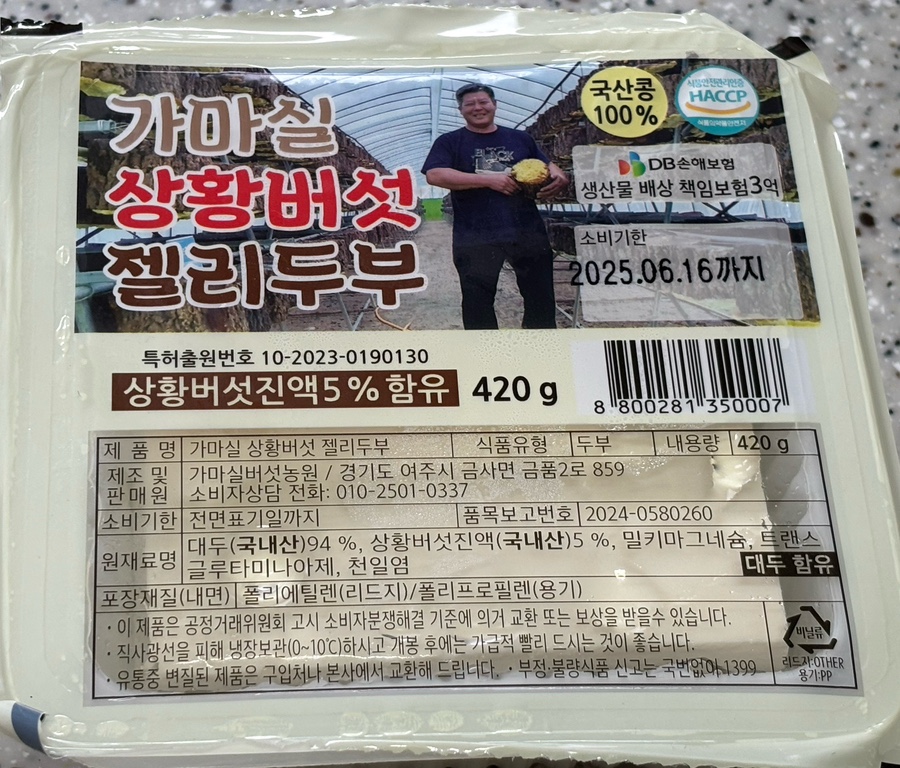 가마실
상황버섯
젤리두부
국산콩
100%
식품안전관리인증
HACCP
식품의약품안전처
DB손해보험
생산물 배상 책임보험3억
소비기한
2025.06.16까지
특허출원번호 10-2023-0190130
상황버섯진액5%함유 420 g
8 800281 350007
제 품 명 가마실 상황버섯 젤리두부 식품유형 두부 내용량 420 g
제조 및 판매원 가마실버섯농원 / 경기도 여주시 금사면 금품2로 859
소비자상담 전화: 010-2501-0337
소비기한 전면표기일까지 품목보고번호 2024-0580260
원재료명 대두(국내산)94 %, 상황버섯진액(국내산)5 %, 밀키마그네슘, 트랜스
글루타미나아제, 천일염 대두 함유
포장재질(내면) 폴리에틸렌(리드지)/폴리프로필렌(용기)
· 이 제품은 공정거래위원회 고시 소비자분쟁해결 기준에 의거 교환 또는 보상을 받을수 있습니다.
· 직사광선을 피해 냉장보관(0~10℃)하시고 개봉 후에는 가급적 빨리 드시는 것이 좋습니다.
· 유통중 변질된 제품은 구입처나 본사에서 교환해 드립니다. · 부정·불량식품 신고는 국번없이 1399
비닐류
리드지:OTHER
용기:PP